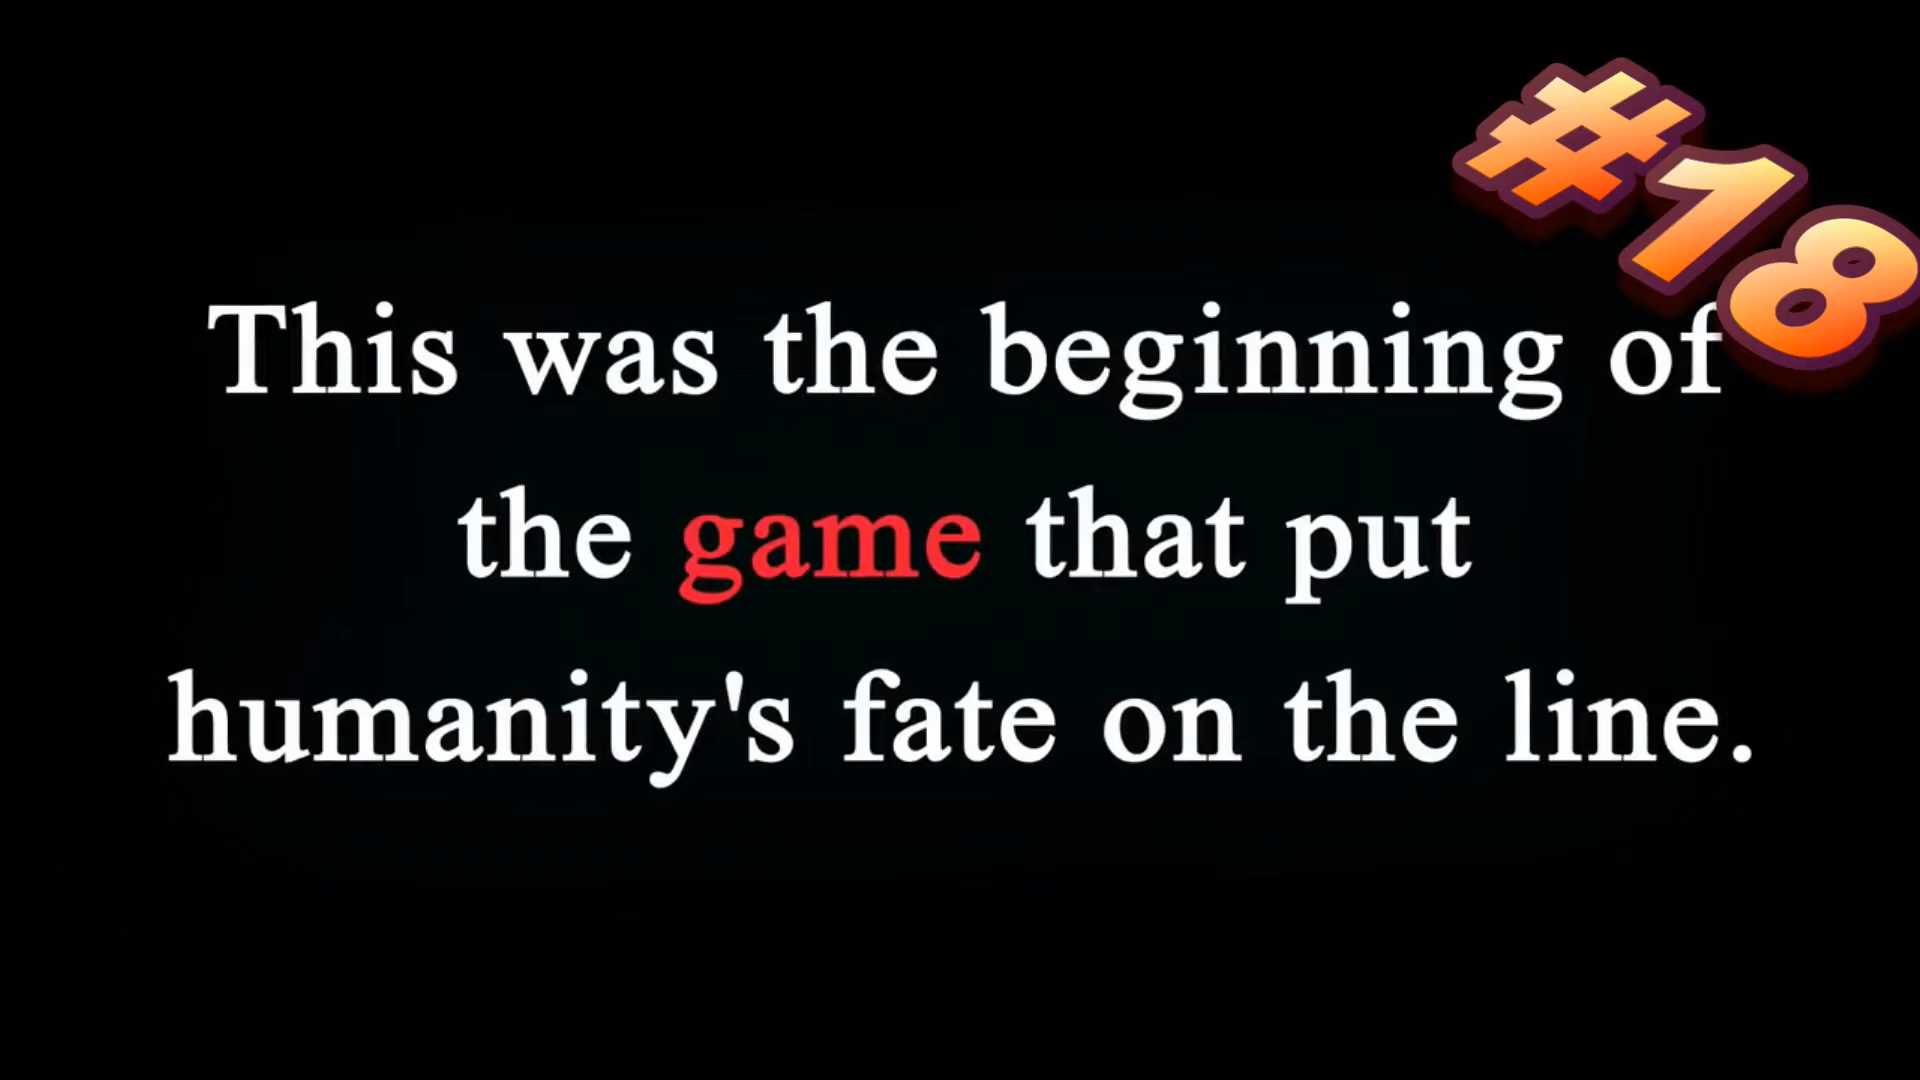 #18
This was the beginning of
the game that put
humanity's fate on the line.